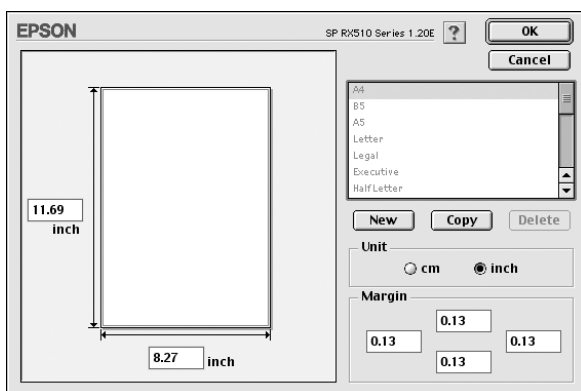 EPSON
SP RX510 Series 1.20E
?
OK
Cancel
11.69
inch
8.27 inch
A4
B5
A5
Letter
Legal
Executive
HalfLetter
New Copy Delete
Unit
cm inch
Margin
0.13
0.13 0.13
0.13